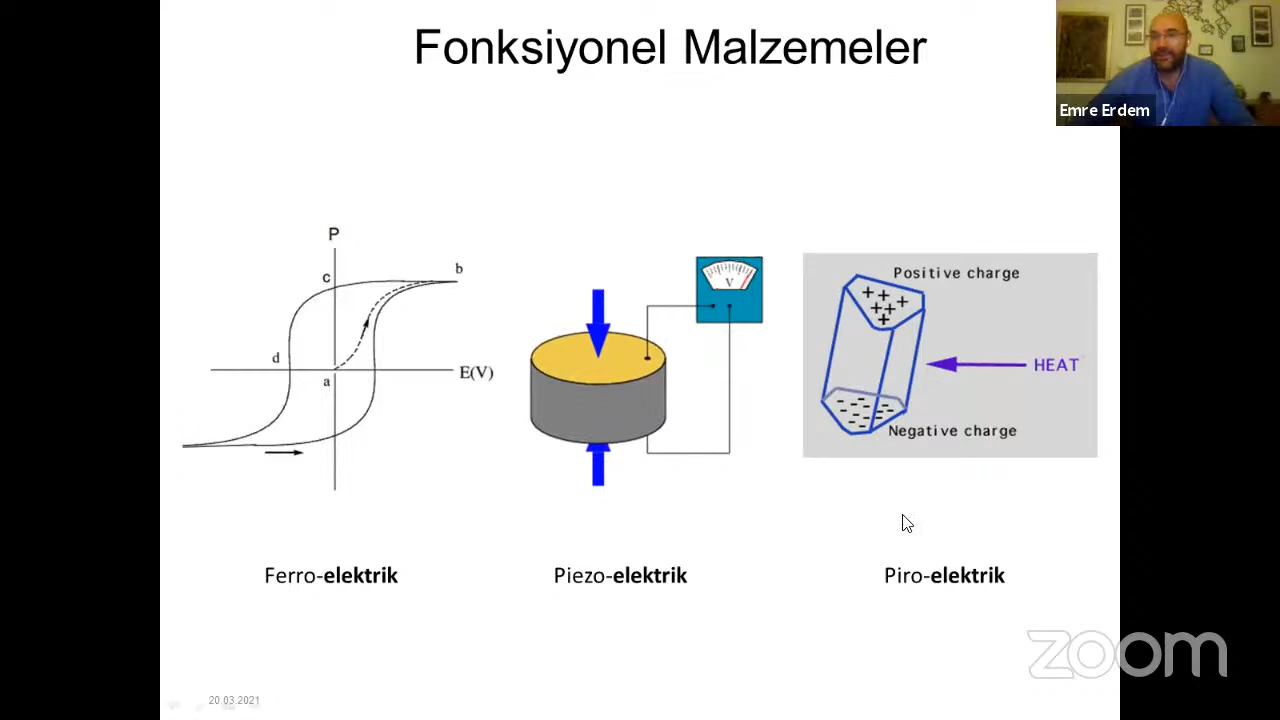 Fonksiyonel Malzemeler
Emre Erdem
P
b
c
d
a
E(V)
V
Positive charge
HEAT
Negative charge
Ferro-elektrik
Piezo-elektrik
Piro-elektrik
zoom
20.03.2021